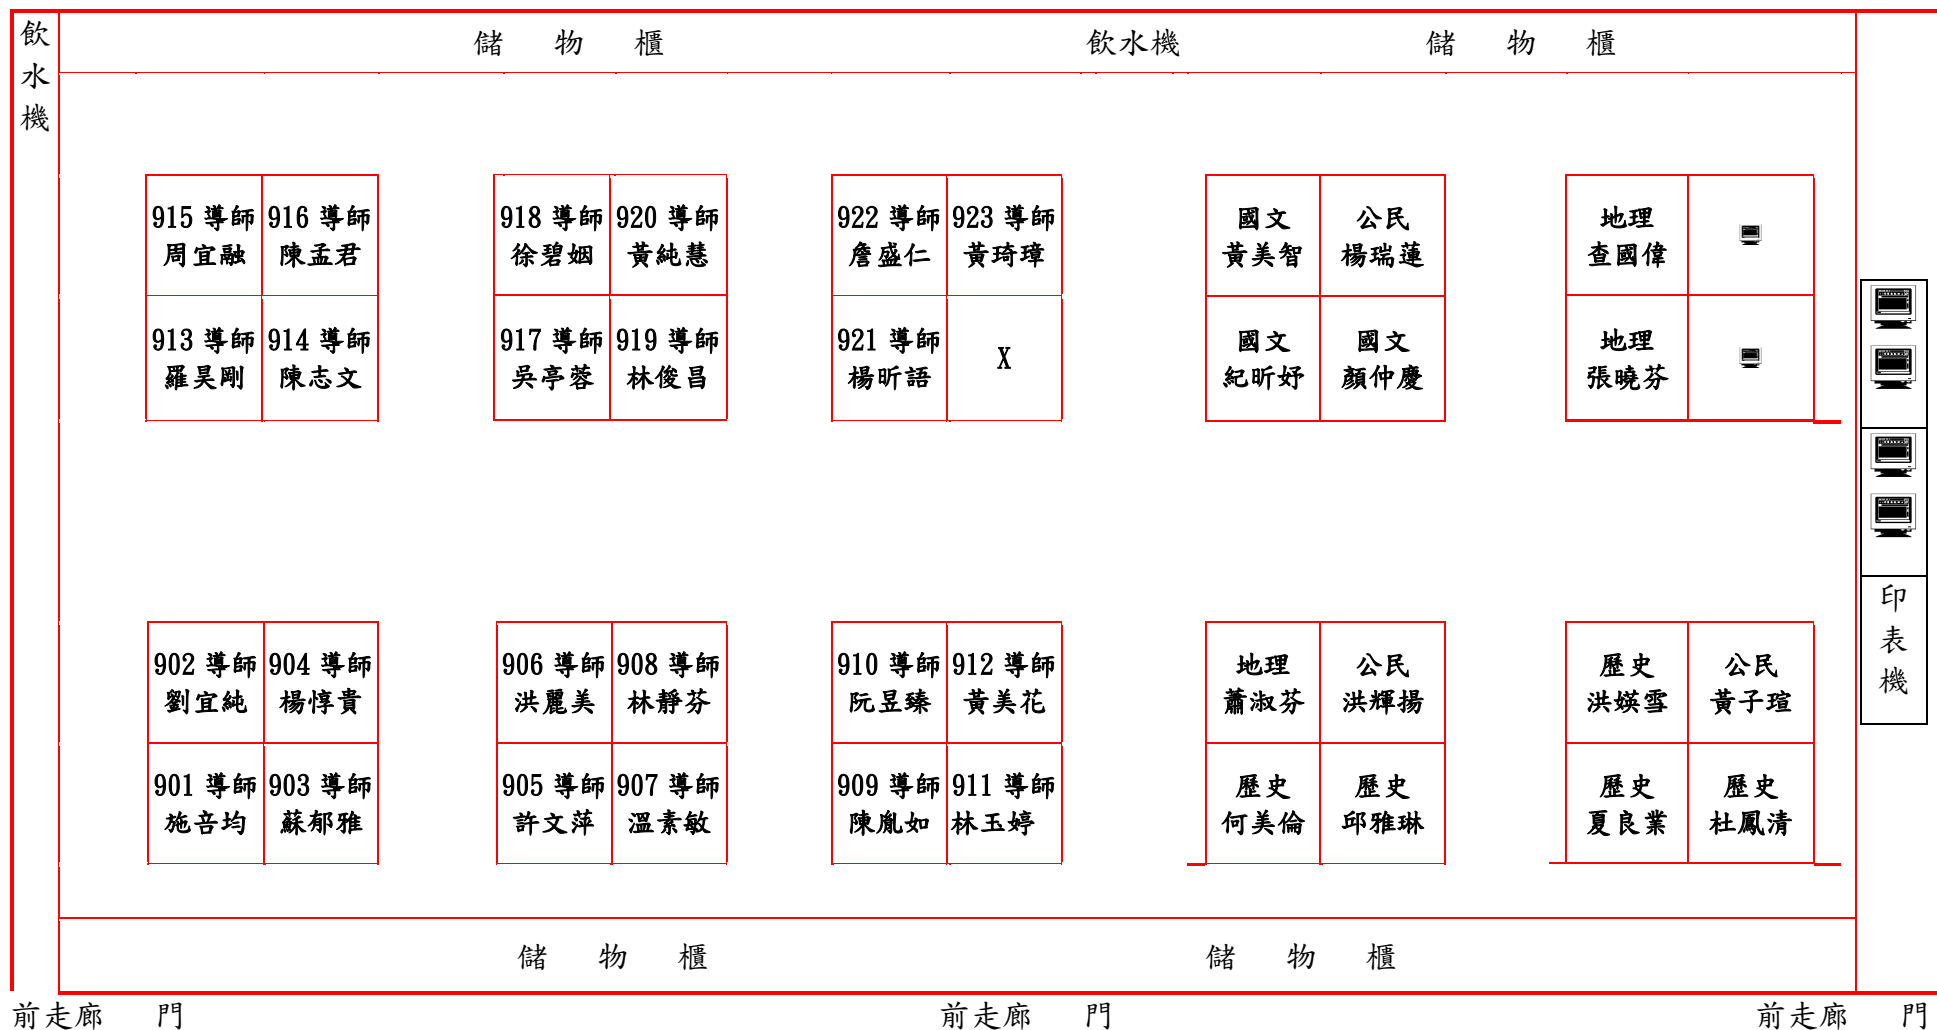 飲水機
儲 物 櫃 飲水機 儲 物 櫃
915 導師 916 導師 918 導師 920 導師 922 導師 923 導師 國文 公民 地理
周宜融 陳孟君 徐碧姻 黃純慧 詹盛仁 黃琦璋 黃美智 楊瑞蓮 查國偉
913 導師 914 導師 917 導師 919 導師 921 導師 X 國文 國文 地理
羅昊剛 陳志文 吳亭蓉 林俊昌 楊昕語 紀昕妤 顏仲慶 張曉芬
印表機
902 導師 904 導師 906 導師 908 導師 910 導師 912 導師 地理 公民 歷史 公民
劉宜純 楊惇貴 洪麗美 林靜芬 阮昱臻 黃美花 蕭淑芬 洪輝揚 洪媖雪 黃子瑄
901 導師 903 導師 905 導師 907 導師 909 導師 911 導師 歷史 歷史 歷史 歷史
施音均 蘇郁雅 許文萍 溫素敏 陳胤如 林玉婷 何美倫 邱雅琳 夏良業 杜鳳清
儲 物 櫃 儲 物 櫃
前走廊 門 前走廊 門 前走廊 門